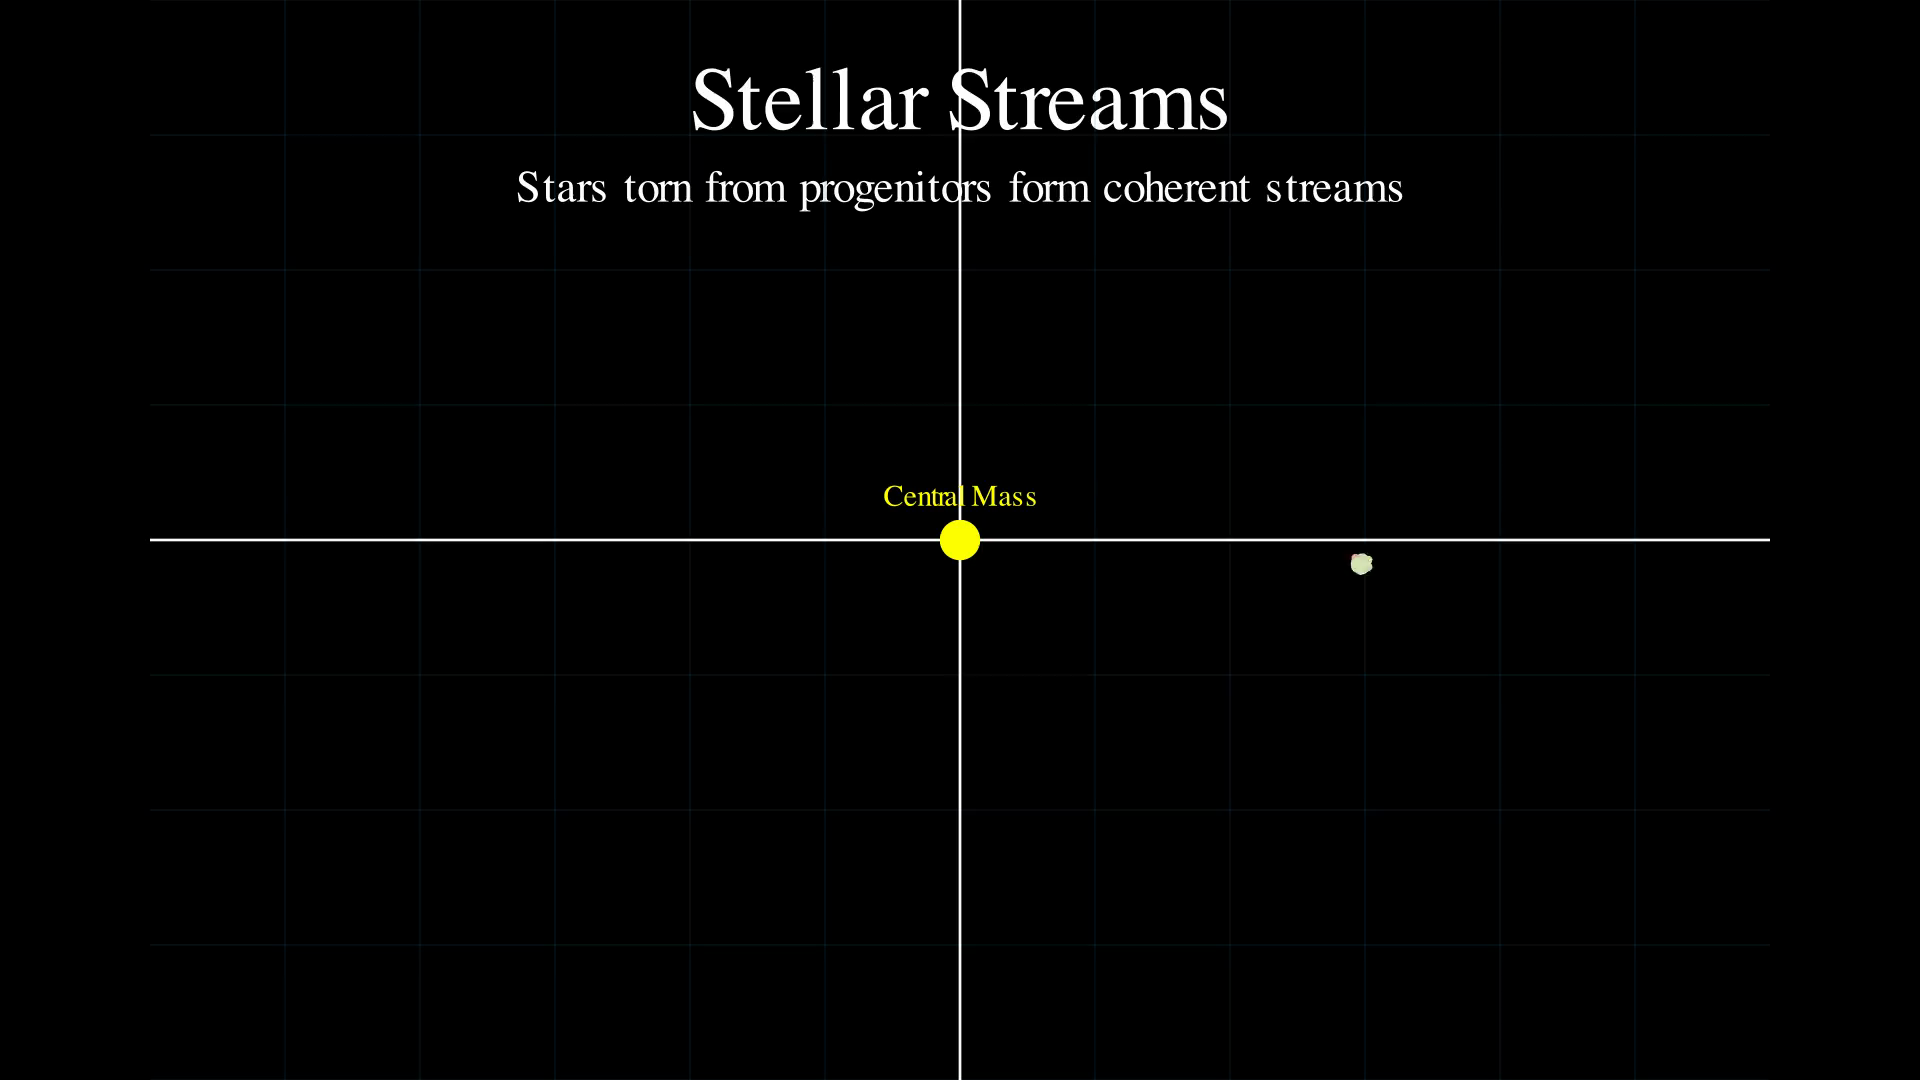 Stellar Streams
Stars torn from progenitors form coherent streams
Central Mass